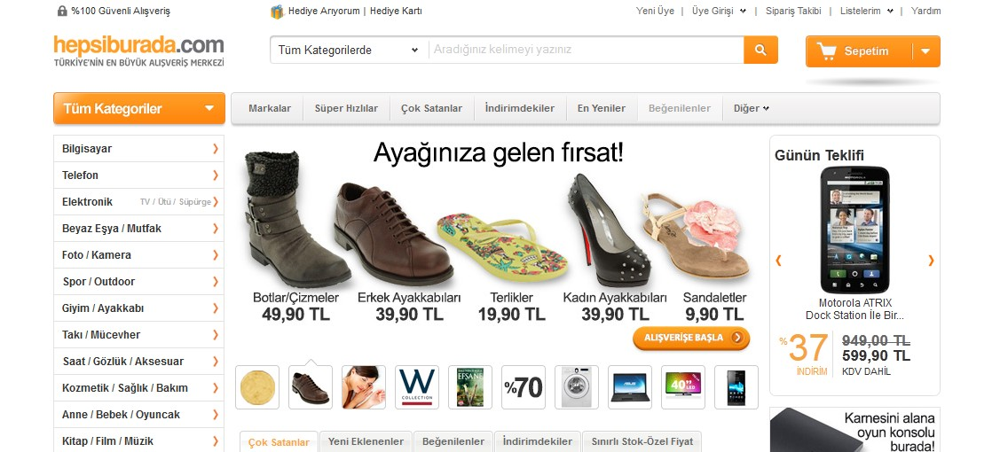 %100 Güvenli Alışveriş
Hediye Arıyorum | Hediye Kartı
Yeni Üye | Üye Girişi | Sipariş Takibi | Listelerim | Yardım
hepsiburada.com
TÜRKİYE'NİN EN BÜYÜK ALIŞVERİŞ MERKEZİ
Tüm Kategorilerde
Aradığınız kelimeyi yazınız
Sepetim
Tüm Kategoriler
Markalar
Süper Hızlılar
Çok Satanlar
İndirimdekiler
En Yeniler
Beğenilenler
Diğer
Bilgisayar
Telefon
Elektronik TV / Ütü / Süpürge
Beyaz Eşya / Mutfak
Foto / Kamera
Spor / Outdoor
Giyim / Ayakkabı
Takı / Mücevher
Saat / Gözlük / Aksesuar
Kozmetik / Sağlık / Bakım
Anne / Bebek / Oyuncak
Kitap / Film / Müzik
Ayağınıza gelen fırsat!
Botlar/Çizmeler
49,90 TL
Erkek Ayakkabıları
39,90 TL
Terlikler
19,90 TL
Kadın Ayakkabıları
39,90 TL
Sandaletler
9,90 TL
ALIŞVERİŞE BAŞLA
W
COLLECTION
EFSANE
%70
ASUS
40"
LED
Çok Satanlar
Yeni Eklenenler
Beğenilenler
İndirimdekiler
Sınırlı Stok-Özel Fiyat
Günün Teklifi
MOTOROLA
Motorola ATRIX
Dock Station İle Bir...
%37
İNDİRİM
949,00 TL
599,90 TL
KDV DAHİL
Karnesini alana
oyun konsolu
burada!